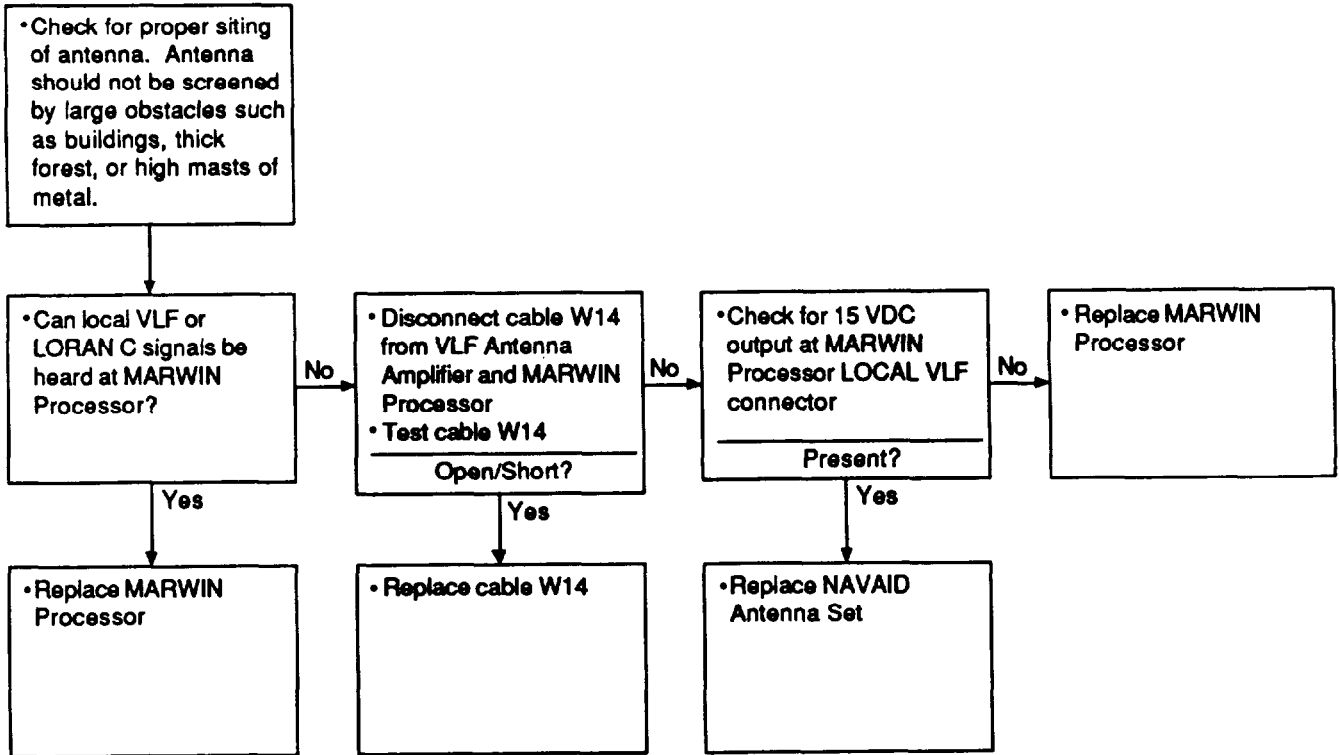 • Check for proper siting
of antenna. Antenna
should not be screened
by large obstacles such
as buildings, thick
forest, or high masts of
metal.
• Can local VLF or
LORAN C signals be
heard at MARWIN
Processor?
No
• Disconnect cable W14
from VLF Antenna
Amplifier and MARWIN
Processor
• Test cable W14
Open/Short?
No
• Check for 15 VDC
output at MARWIN
Processor LOCAL VLF
connector
Present?
No
• Replace MARWIN
Processor
Yes
Yes
Yes
• Replace MARWIN
Processor
• Replace cable W14
• Replace NAVAID
Antenna Set